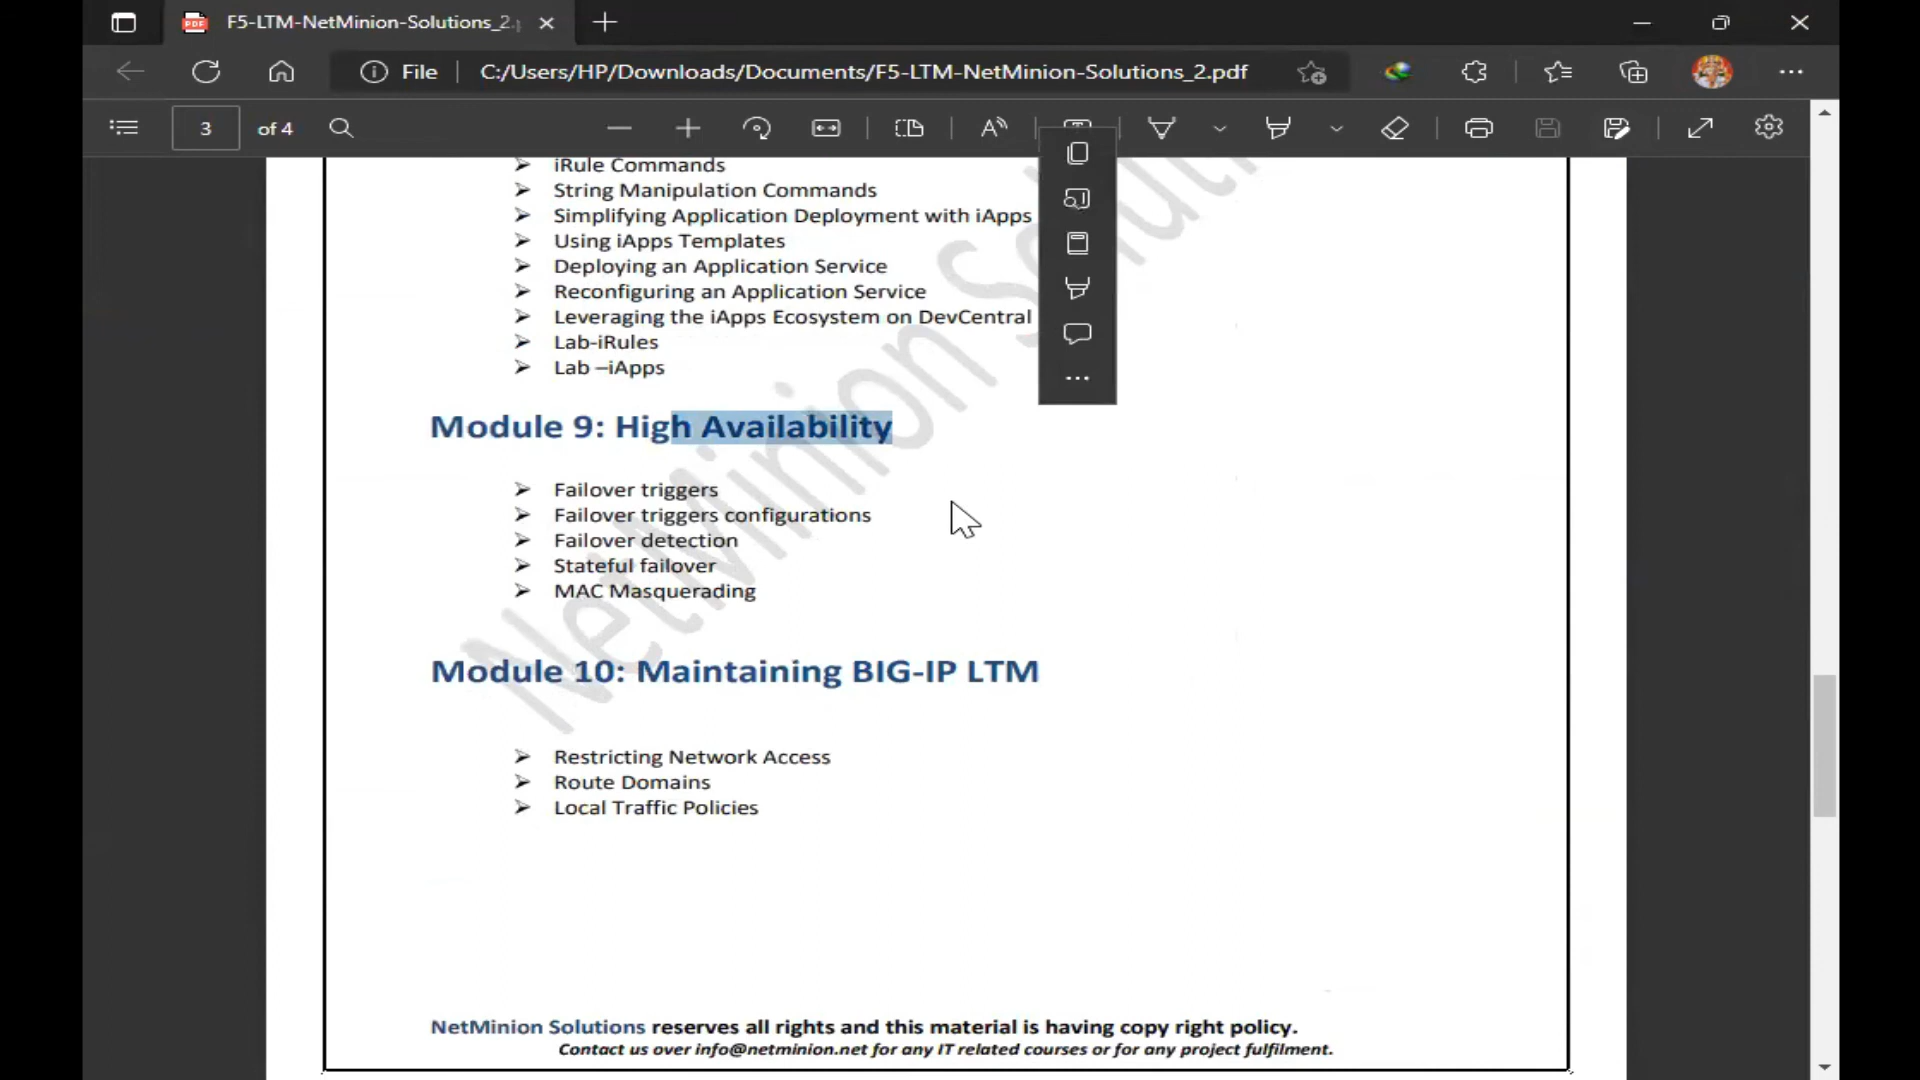 F5-LTM-NetMinion-Solutions_2.p
File
C:/Users/HP/Downloads/Documents/F5-LTM-NetMinion-Solutions_2.pdf
3 of 4
iRule Commands
String Manipulation Commands
Simplifying Application Deployment with iApps
Using iApps Templates
Deploying an Application Service
Reconfiguring an Application Service
Leveraging the iApps Ecosystem on DevCentral
Lab-iRules
Lab –iApps
Module 9: High Availability
Failover triggers
Failover triggers configurations
Failover detection
Stateful failover
MAC Masquerading
Module 10: Maintaining BIG-IP LTM
Restricting Network Access
Route Domains
Local Traffic Policies
NetMinion Soluti
NetMinion Solutions reserves all rights and this material is having copy right policy.
Contact us over info@netminion.net for any IT related courses or for any project fulfilment.